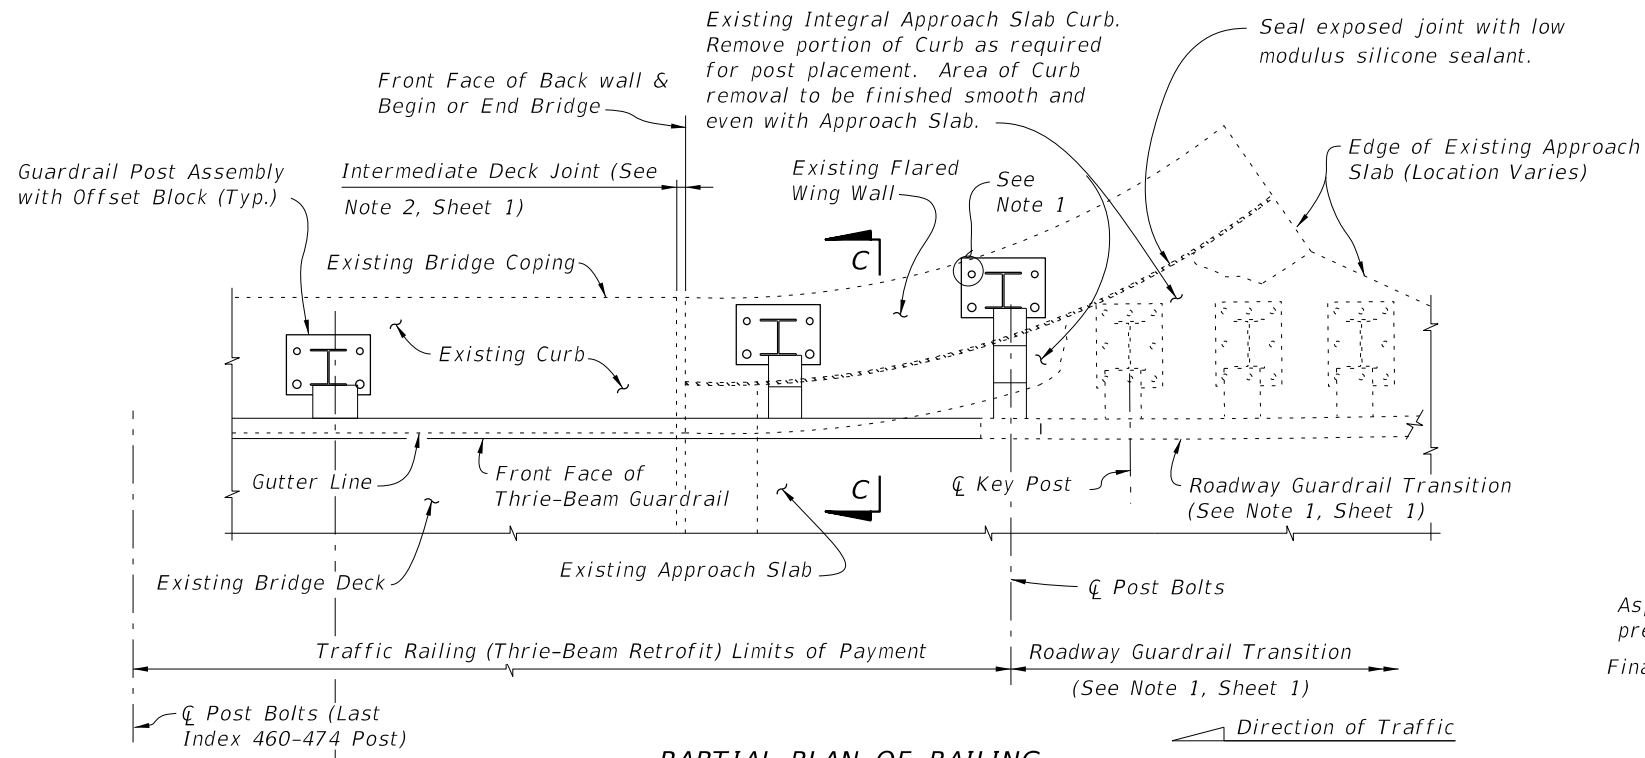 Existing Integral Approach Slab Curb.
Remove portion of Curb as required
for post placement. Area of Curb
removal to be finished smooth and
even with Approach Slab.
Seal exposed joint with low
modulus silicone sealant.
Front Face of Back wall &
Begin or End Bridge
Guardrail Post Assembly
with Offset Block (Typ.)
Intermediate Deck Joint (See
Note 2, Sheet 1)
Existing Flared
Wing Wall
See
Note 1
Edge of Existing Approach
Slab (Location Varies)
C
Existing Bridge Coping
Existing Curb
Gutter Line
Front Face of
Thrie-Beam Guardrail
C
℄ Key Post
Roadway Guardrail Transition
(See Note 1, Sheet 1)
Existing Bridge Deck
Existing Approach Slab
℄ Post Bolts
Traffic Railing (Thrie-Beam Retrofit) Limits of Payment
Roadway Guardrail Transition
(See Note 1, Sheet 1)
℄ Post Bolts (Last
Index 460-474 Post)
Direction of Traffic
PARTIAL PLAN OF RAILING